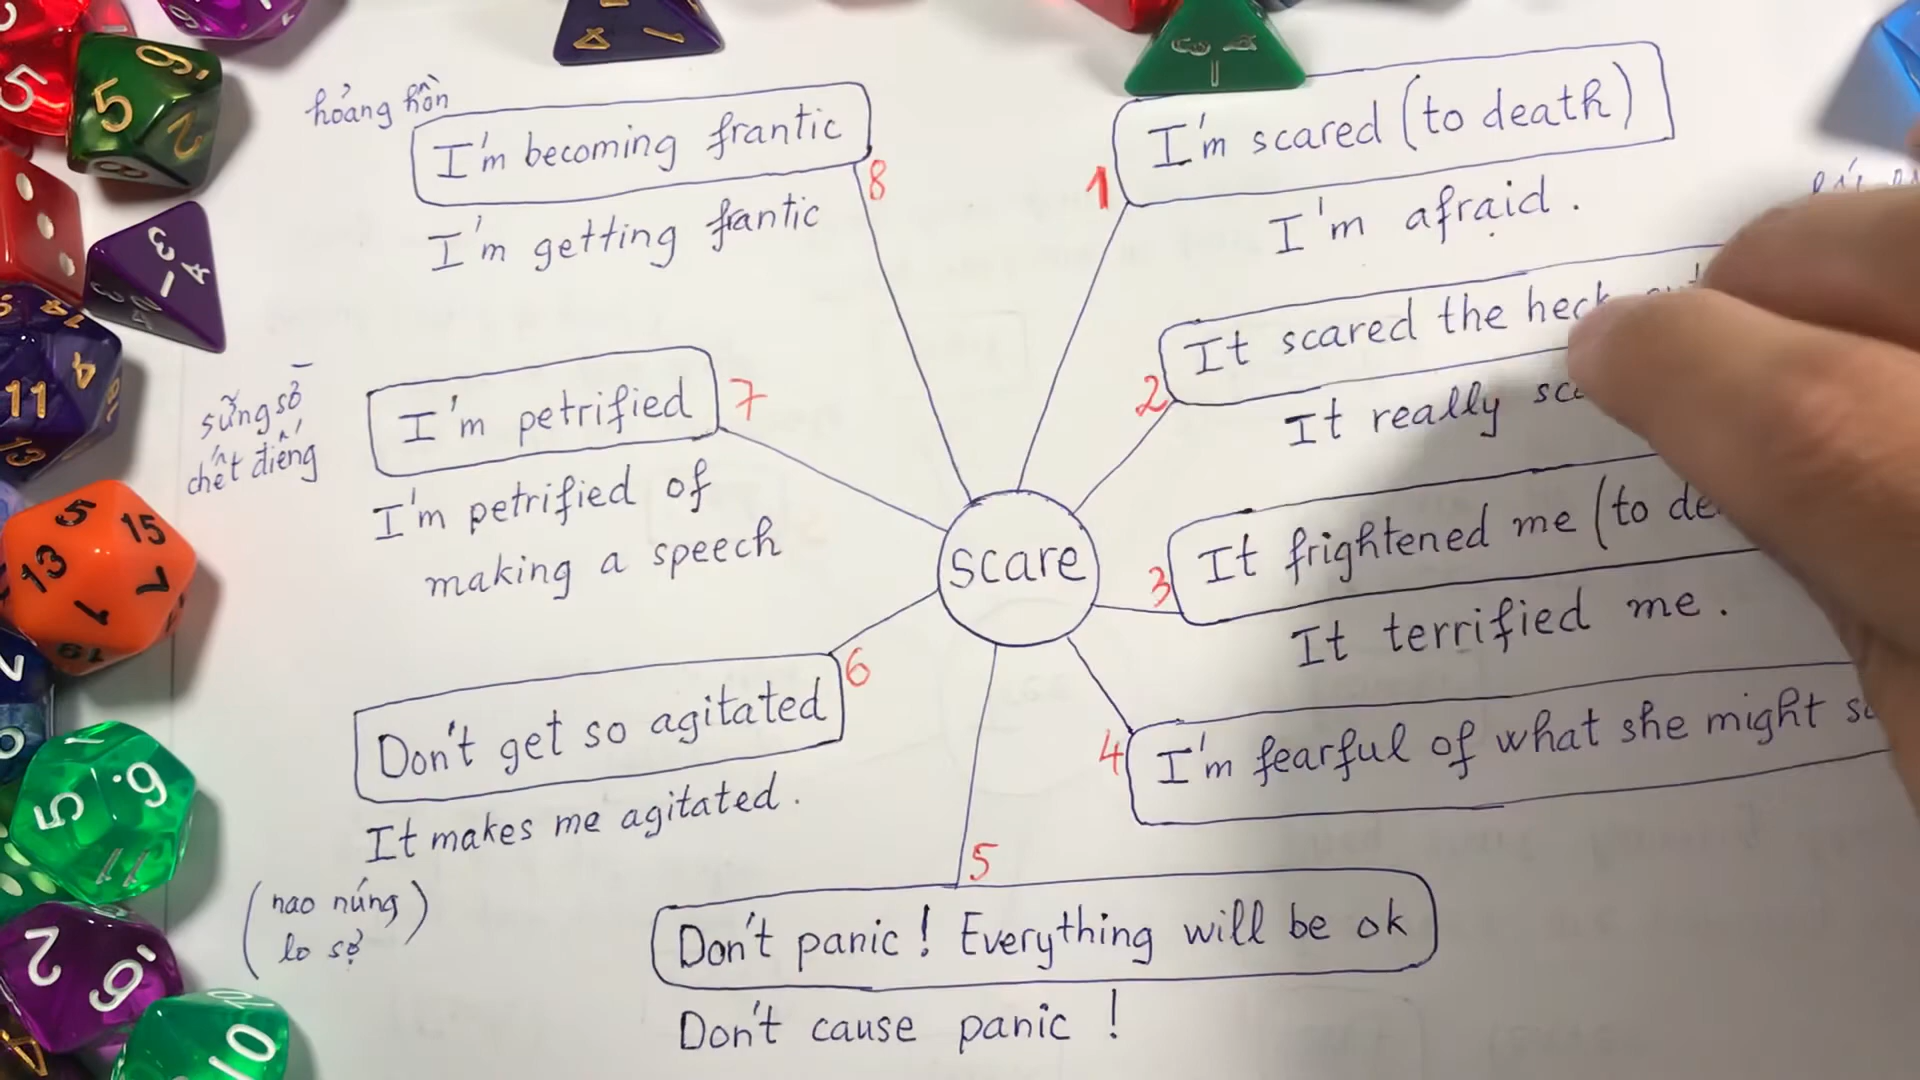 hoảng hồn
I'm becoming frantic
8
I'm getting frantic
1
I'm scared (to death)
I'm afraid.
2
It scared the
It really
sững sờ
chết điếng
I'm petrified
7
I'm petrified of
making a speech
scare
3
It frightened me (to
It terrified me.
6
Don't get so agitated
It makes me agitated.
(nao núng
lo sợ)
4
I'm fearful of what she might
5
Don't panic! Everything will be ok
Don't cause panic!